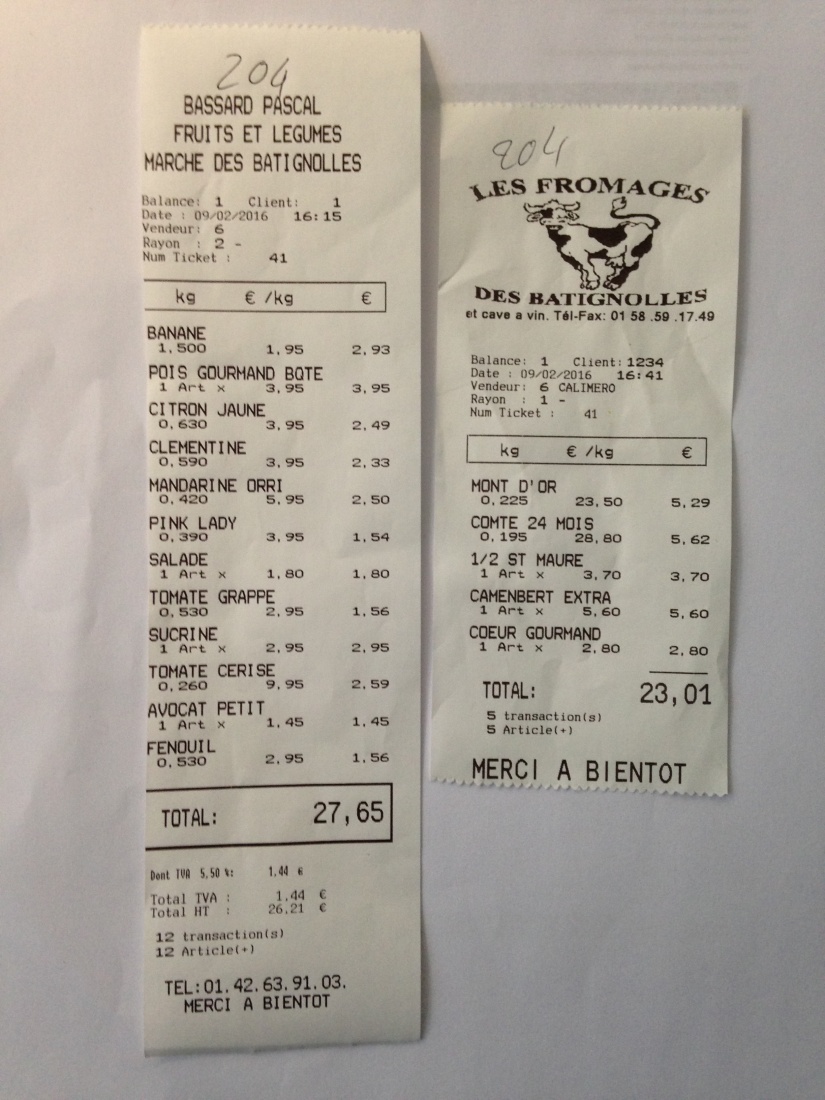 204
BASSARD PASCAL
FRUITS ET LEGUMES
MARCHE DES BATIGNOLLES
Balance: 1 Client: 1
Date : 09/02/2016 16:15
Vendeur: 6
Rayon : 2 -
Num Ticket : 41
kg € /kg €
BANANE
1,500 1,95 2,93
POIS GOURMAND BQTE
1 Art x 3,95 3,95
CITRON JAUNE
0,630 3,95 2,49
CLEMENTINE
0,590 3,95 2,33
MANDARINE ORRI
0,420 5,95 2,50
PINK LADY
0,390 3,95 1,54
SALADE
1 Art x 1,80 1,80
TOMATE GRAPPE
0,530 2,95 1,56
SUCRINE
1 Art x 2,95 2,95
TOMATE CERISE
0,260 9,95 2,59
AVOCAT PETIT
1 Art x 1,45 1,45
FENOUIL
0,530 2,95 1,56
TOTAL: 27,65
Dont TVA 5,50 %: 1,44 €
Total TVA : 1,44 €
Total HT : 26,21 €
12 transaction(s)
12 Article(+)
TEL:01.42.63.91.03.
MERCI A BIENTOT
204
LES FROMAGES
DES BATIGNOLLES
et cave a vin. Tél-Fax: 01 58 .59 .17.49
Balance: 1 Client: 1234
Date : 09/02/2016 16:41
Vendeur: 6 CALIMERO
Rayon : 1 -
Num Ticket : 41
kg € /kg €
MONT D'OR
0,225 23,50 5,29
COMTE 24 MOIS
0,195 28,80 5,62
1/2 ST MAURE
1 Art x 3,70 3,70
CAMENBERT EXTRA
1 Art x 5,60 5,60
COEUR GOURMAND
1 Art x 2,80 2,80
TOTAL: 23,01
5 transaction(s)
5 Article(+)
MERCI A BIENTOT